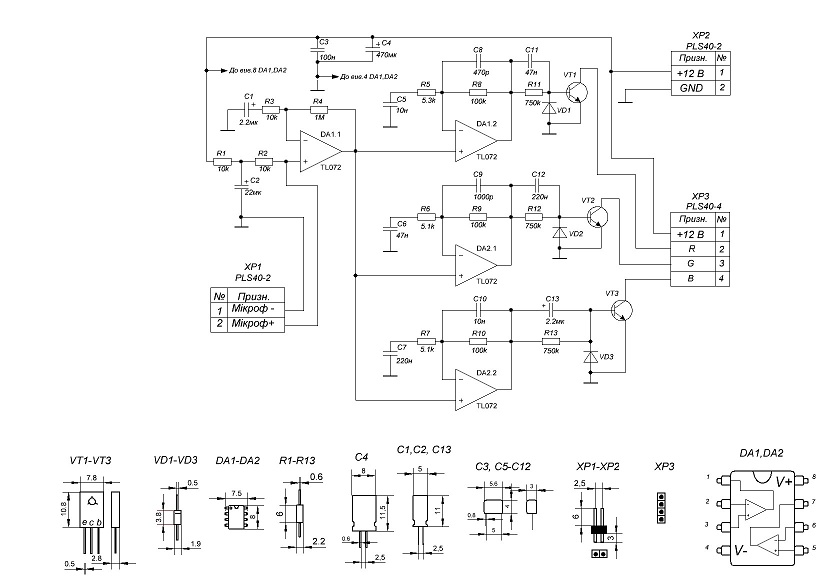 XP2
PLS40-2
Призн. №
+12 В 1
GND 2
C3
100н
C4
+
470мк
До вив.8 DA1,DA2
До вив.4 DA1,DA2
C8
470р
C11
47н
VT1
R5
5.3k
R8
100k
R11
750k
VD1
C5
10н
DA1.2
TL072
C1
+
2.2мк
R3
10k
R4
1M
DA1.1
TL072
R1
10k
R2
10k
+ C2
22мк
C9
1000р
C12
220н
VT2
R6
5.1k
R9
100k
R12
750k
VD2
C6
47н
DA2.1
TL072
XP3
PLS40-4
Призн. №
+12 В 1
R 2
G 3
B 4
XP1
PLS40-2
№ Призн.
1 Мікроф -
2 Мікроф+
C10
10н
C13
+
2.2мк
VT3
R7
5.1k
R10
100k
R13
750k
VD3
C7
220н
DA2.2
TL072
VT1-VT3
7.8
10.8
e c b
0.5
2.8
VD1-VD3
0.5
3.8
1.9
DA1-DA2
7.5
8
R1-R13
0.6
6
2.2
C4
8
11,5
0.6
2,5
C1,C2, C13
5
11
2,5
C3, C5-C12
5.6
3
4
0,6
5
XP1-XP2
2,5
6
3
XP3
DA1,DA2
1 V+ 8
2 7
3 6
4 V- 5